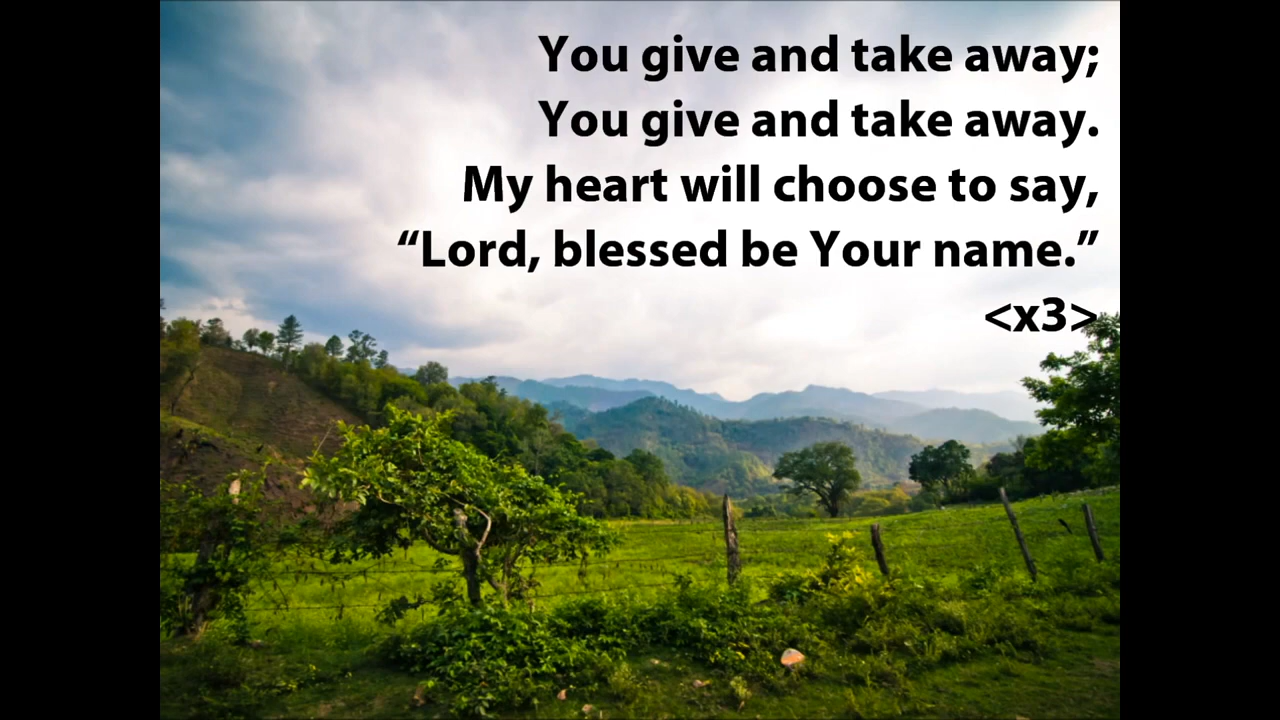 You give and take away;
You give and take away.
My heart will choose to say,
“Lord, blessed be Your name.”
<x3>